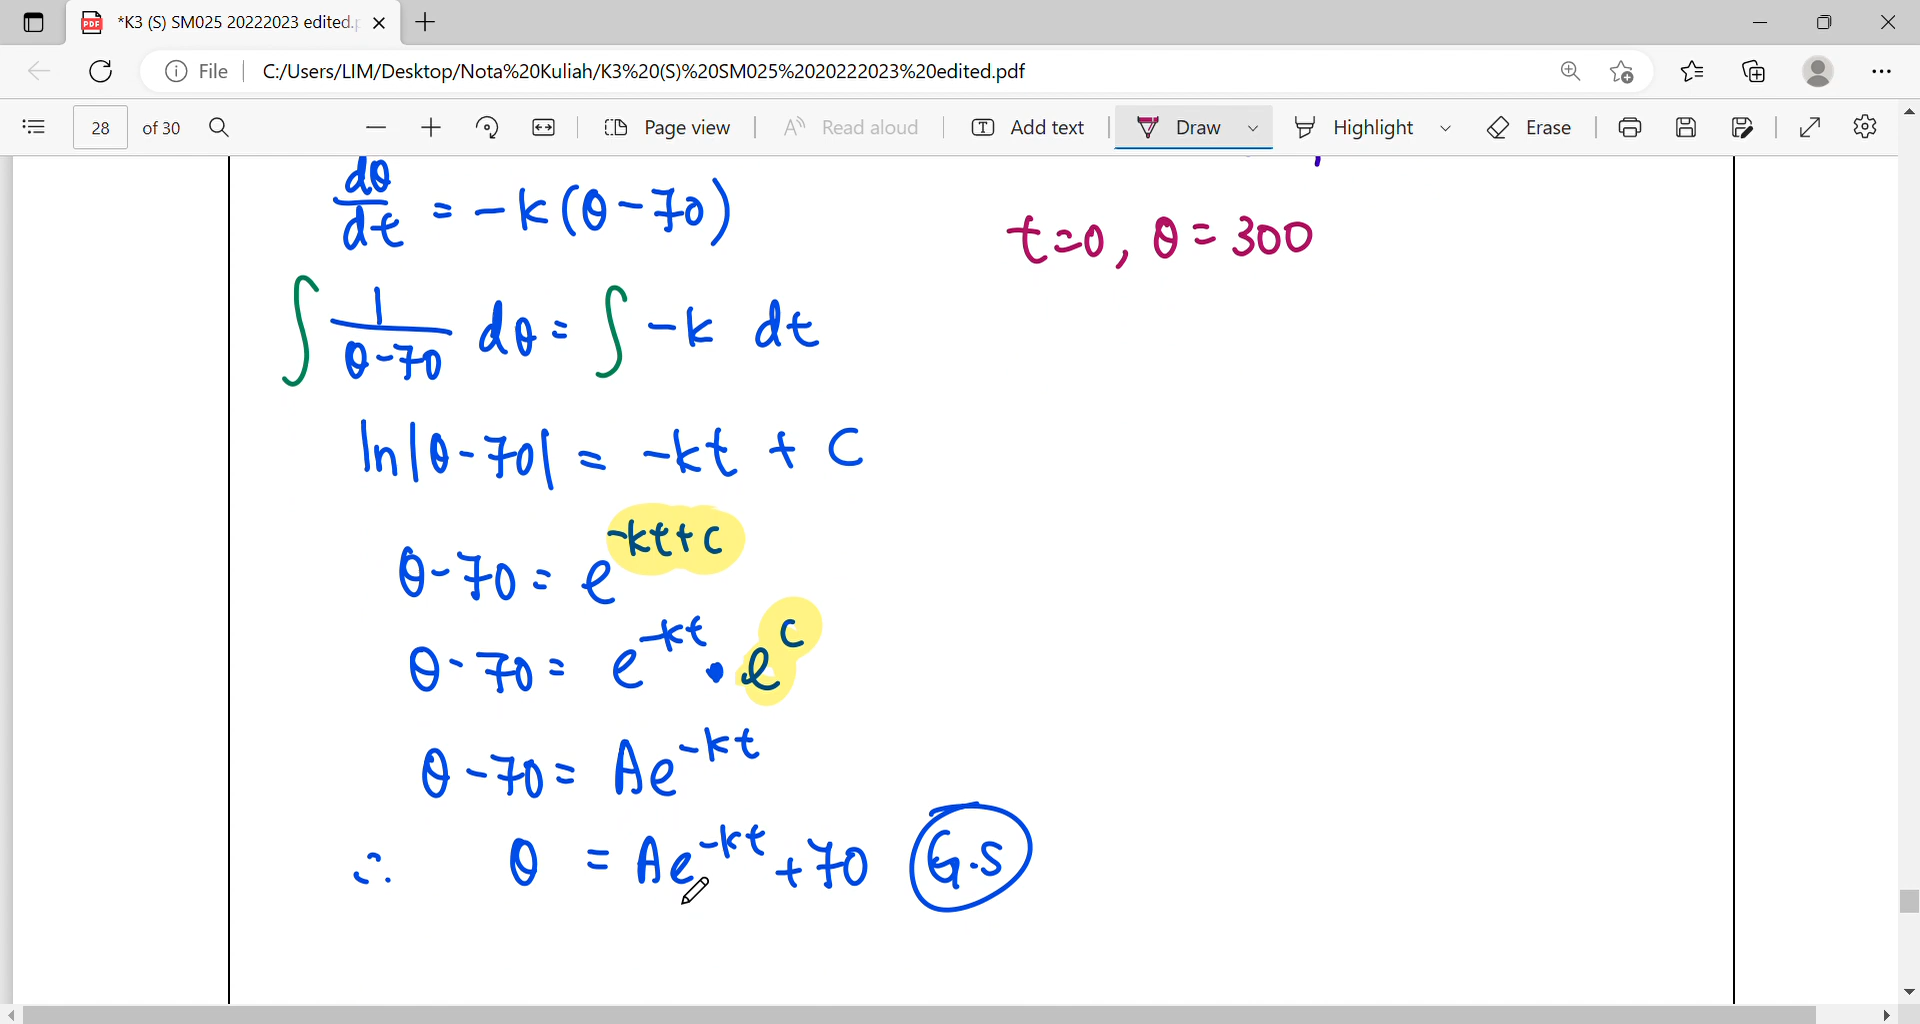 *K3 (S) SM025 20222023 edited.p
File C:/Users/LIM/Desktop/Nota%20Kuliah/K3%20(S)%20SM025%2020222023%20edited.pdf
28 of 30 Page view Read aloud Add text Draw Highlight Erase
dθ/dt = -k(θ-70)
t=0, θ=300
∫ 1/(θ-70) dθ = ∫ -k dt
ln|θ-70| = -kt + C
θ-70 = e^(-kt+C)
θ-70 = e^(-kt) • e^C
θ-70 = Ae^(-kt)
∴ θ = Ae^(-kt) + 70 G.S